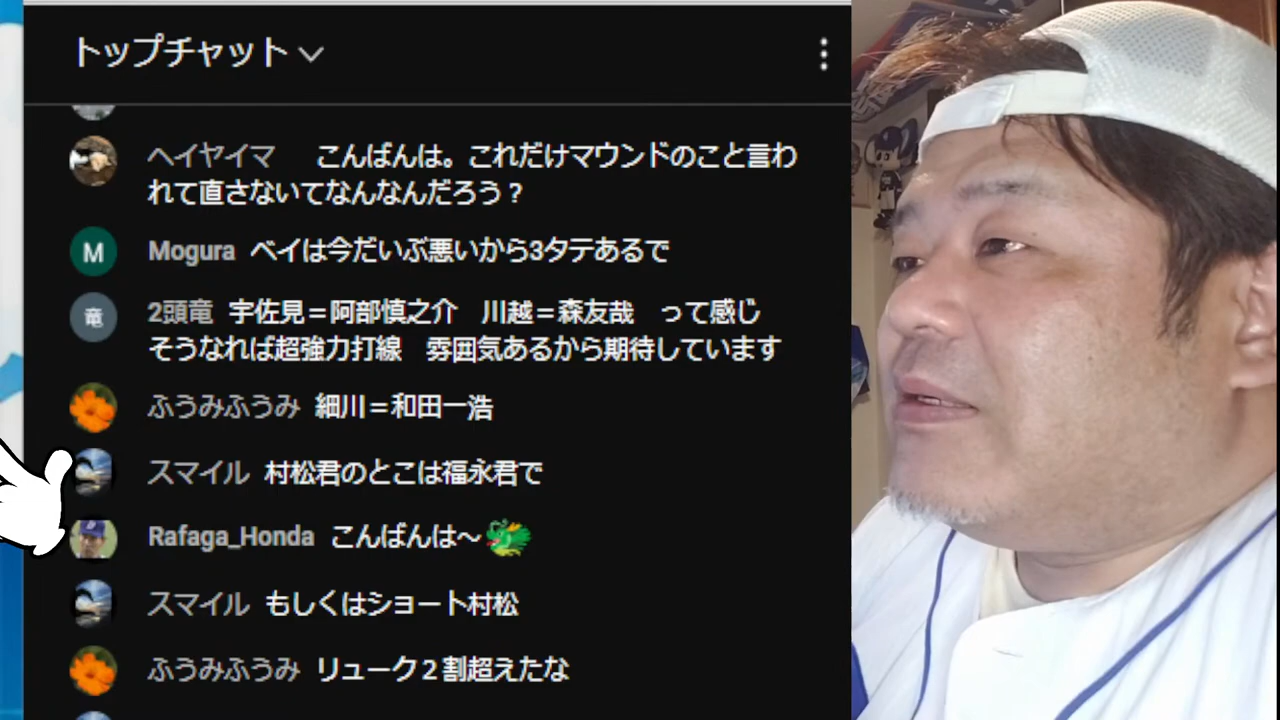 トップチャット
ヘイヤイマ こんばんは。これだけマウンドのこと言わ
れて直さないてなんなんだろう？
M Mogura ベイは今だいぶ悪いから3タテあるで
竜 2頭竜 宇佐見＝阿部慎之介 川越＝森友哉 って感じ
そうなれば超強力打線 雰囲気あるから期待しています
ふうみふうみ 細川＝和田一浩
スマイル 村松君のとこは福永君で
Rafaga_Honda こんばんは〜
スマイル もしくはショート村松
ふうみふうみ リューク２割超えたな